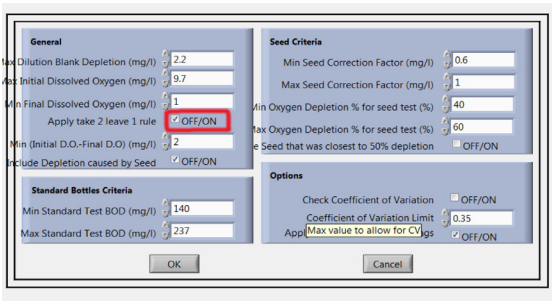 General
ax Dilution Blank Depletion (mg/l) 2.2
Max Initial Dissolved Oxygen (mg/l) 9.7
Min Final Dissolved Oxygen (mg/l) 1
Apply take 2 leave 1 rule OFF/ON
Min (Initial D.O.-Final D.O) (mg/l) 2
Include Depletion caused by Seed OFF/ON
Standard Bottles Criteria
Min Standard Test BOD (mg/l) 140
Max Standard Test BOD (mg/l) 237
Seed Criteria
Min Seed Correction Factor (mg/l) 0.6
Max Seed Correction Factor (mg/l) 1
Min Oxygen Depletion % for seed test (%) 40
Max Oxygen Depletion % for seed test (%) 60
e Seed that was closest to 50% depletion OFF/ON
Options
Check Coefficient of Variation OFF/ON
Coefficient of Variation Limit 0.35
Max value to allow for CV
Appl gs OFF/ON
OK
Cancel